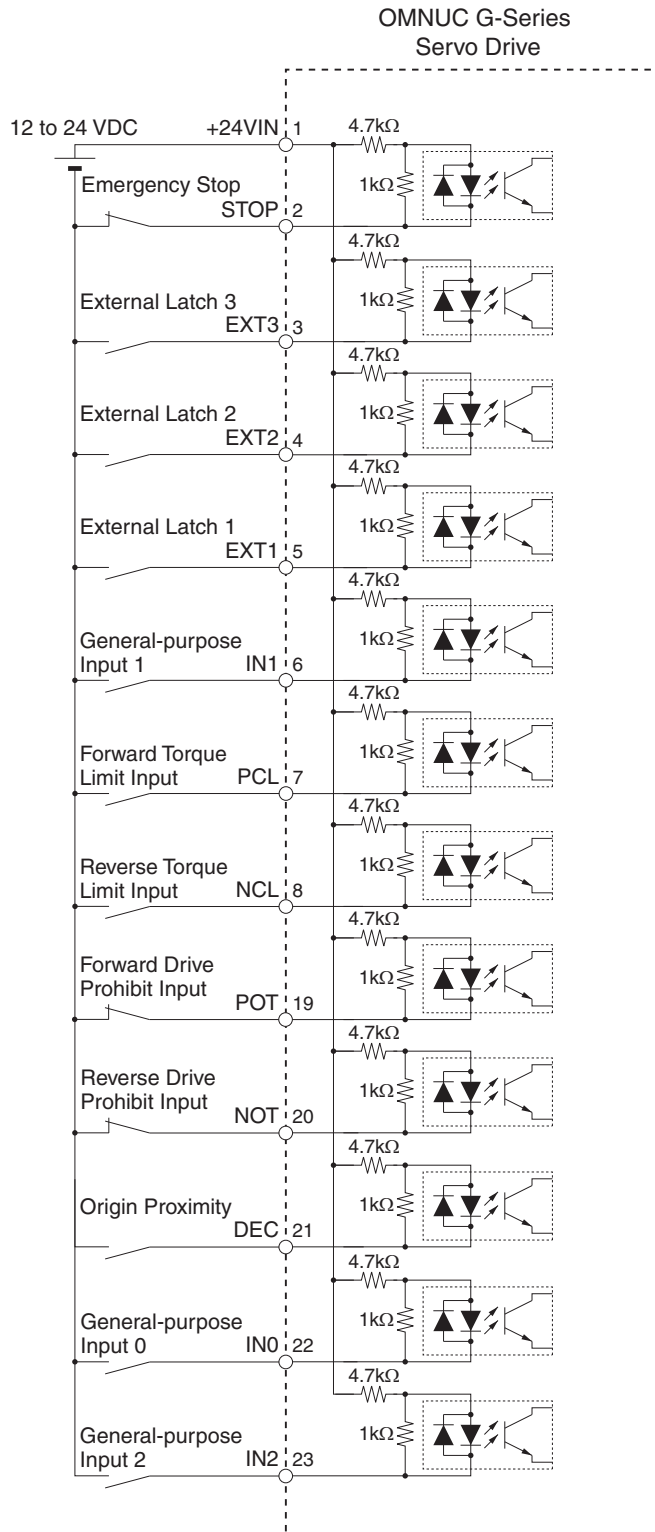 OMNUC G-Series
Servo Drive
12 to 24 VDC
+24VIN 1
4.7kΩ
1kΩ
Emergency Stop
STOP 2
4.7kΩ
1kΩ
External Latch 3
EXT3 3
4.7kΩ
1kΩ
External Latch 2
EXT2 4
4.7kΩ
1kΩ
External Latch 1
EXT1 5
4.7kΩ
1kΩ
General-purpose
Input 1
IN1 6
4.7kΩ
1kΩ
Forward Torque
Limit Input
PCL 7
4.7kΩ
1kΩ
Reverse Torque
Limit Input
NCL 8
4.7kΩ
1kΩ
Forward Drive
Prohibit Input
POT 19
4.7kΩ
1kΩ
Reverse Drive
Prohibit Input
NOT 20
4.7kΩ
1kΩ
Origin Proximity
DEC 21
4.7kΩ
1kΩ
General-purpose
Input 0
IN0 22
4.7kΩ
1kΩ
General-purpose
Input 2
IN2 23